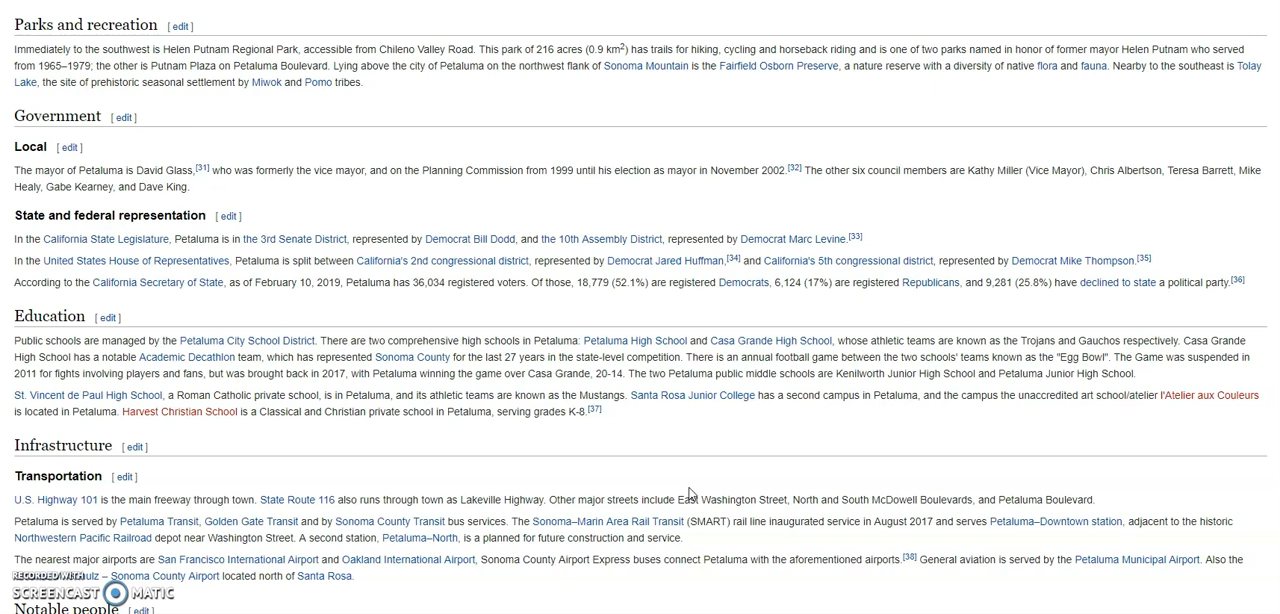 Parks and recreation [ edit ]
Immediately to the southwest is Helen Putnam Regional Park, accessible from Chileno Valley Road. This park of 216 acres (0.9 km2) has trails for hiking, cycling and horseback riding and is one of two parks named in honor of former mayor Helen Putnam who served
from 1965–1979; the other is Putnam Plaza on Petaluma Boulevard. Lying above the city of Petaluma on the northwest flank of Sonoma Mountain is the Fairfield Osborn Preserve, a nature reserve with a diversity of native flora and fauna. Nearby to the southeast is Tolay
Lake, the site of prehistoric seasonal settlement by Miwok and Pomo tribes.
Government [ edit ]
Local [ edit ]
The mayor of Petaluma is David Glass,[31] who was formerly the vice mayor, and on the Planning Commission from 1999 until his election as mayor in November 2002.[32] The other six council members are Kathy Miller (Vice Mayor), Chris Albertson, Teresa Barrett, Mike
Healy, Gabe Kearney, and Dave King.
State and federal representation [ edit ]
In the California State Legislature, Petaluma is in the 3rd Senate District, represented by Democrat Bill Dodd, and the 10th Assembly District, represented by Democrat Marc Levine.[33]
In the United States House of Representatives, Petaluma is split between California's 2nd congressional district, represented by Democrat Jared Huffman,[34] and California's 5th congressional district, represented by Democrat Mike Thompson.[35]
According to the California Secretary of State, as of February 10, 2019, Petaluma has 36,034 registered voters. Of those, 18,779 (52.1%) are registered Democrats, 6,124 (17%) are registered Republicans, and 9,281 (25.8%) have declined to state a political party.[36]
Education [ edit ]
Public schools are managed by the Petaluma City School District. There are two comprehensive high schools in Petaluma: Petaluma High School and Casa Grande High School, whose athletic teams are known as the Trojans and Gauchos respectively. Casa Grande
High School has a notable Academic Decathlon team, which has represented Sonoma County for the last 27 years in the state-level competition. There is an annual football game between the two schools' teams known as the "Egg Bowl". The Game was suspended in
2011 for fights involving players and fans, but was brought back in 2017, with Petaluma winning the game over Casa Grande, 20-14. The two Petaluma public middle schools are Kenilworth Junior High School and Petaluma Junior High School.
St. Vincent de Paul High School, a Roman Catholic private school, is in Petaluma, and its athletic teams are known as the Mustangs. Santa Rosa Junior College has a second campus in Petaluma, and the campus the unaccredited art school/atelier l'Atelier aux Couleurs
is located in Petaluma. Harvest Christian School is a Classical and Christian private school in Petaluma, serving grades K-8.[37]
Infrastructure [ edit ]
Transportation [ edit ]
U.S. Highway 101 is the main freeway through town. State Route 116 also runs through town as Lakeville Highway. Other major streets include East Washington Street, North and South McDowell Boulevards, and Petaluma Boulevard.
Petaluma is served by Petaluma Transit, Golden Gate Transit and by Sonoma County Transit bus services. The Sonoma–Marin Area Rail Transit (SMART) rail line inaugurated service in August 2017 and serves Petaluma–Downtown station, adjacent to the historic
Northwestern Pacific Railroad depot near Washington Street. A second station, Petaluma–North, is a planned for future construction and service.
The nearest major airports are San Francisco International Airport and Oakland International Airport, Sonoma County Airport Express buses connect Petaluma with the aforementioned airports.[38] General aviation is served by the Petaluma Municipal Airport. Also the
– Sonoma County Airport located north of Santa Rosa.
RECORDED WITH
SCREENCAST MATIC
Notable people [ edit ]